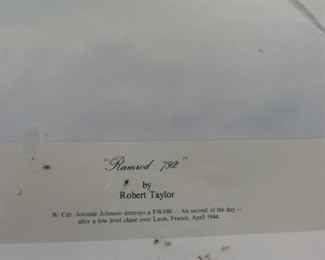 "Ramrod 792"
by
Robert Taylor
W/Cdr. Johnnie Johnson destroys a FW190 — his second of the day —
after a low level chase over Laon, France, April 1944.